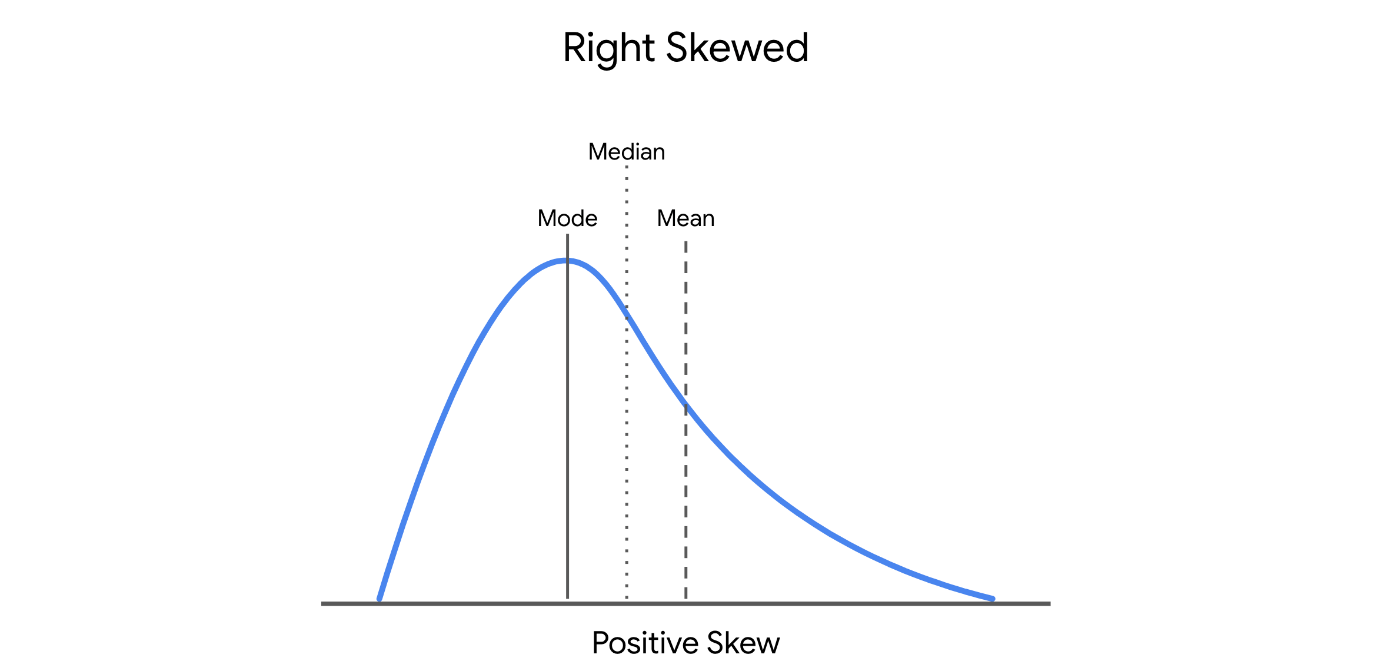 Right Skewed
Median
Mode
Mean
Positive Skew